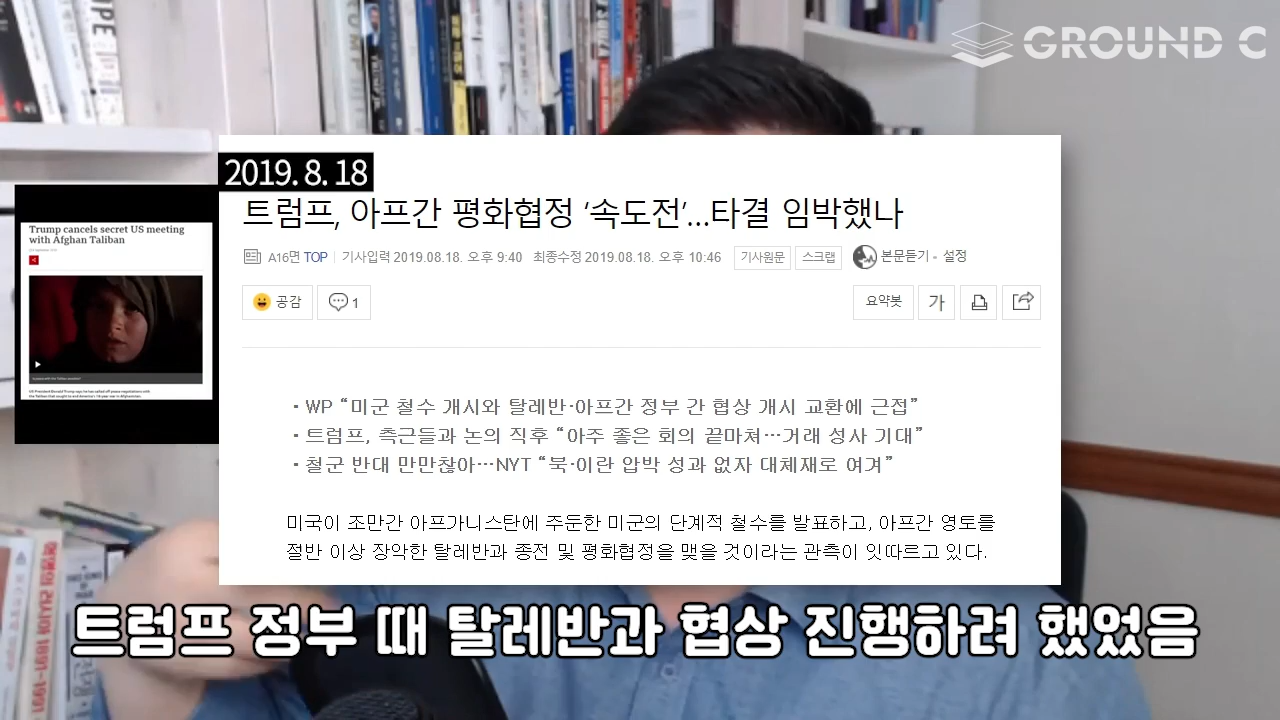 GROUND C
2019. 8. 18
트럼프, 아프간 평화협정 ‘속도전’…타결 임박했나
A16면 TOP 기사입력 2019.08.18. 오후 9:40 최종수정 2019.08.18. 오후 10:46 기사원문 스크랩 본문듣기 · 설정
공감 1 요약봇 가
Trump cancels secret US meeting
with Afghan Taliban
· WP “미군 철수 개시와 탈레반·아프간 정부 간 협상 개시 교환에 근접”
· 트럼프, 측근들과 논의 직후 “아주 좋은 회의 끝마쳐…거래 성사 기대”
· 철군 반대 만만찮아…NYT “북·이란 압박 성과 없자 대체재로 여겨”
미국이 조만간 아프가니스탄에 주둔한 미군의 단계적 철수를 발표하고, 아프간 영토를
절반 이상 장악한 탈레반과 종전 및 평화협정을 맺을 것이라는 관측이 잇따르고 있다.
트럼프 정부 때 탈레반과 협상 진행하려 했었음
1891-1991